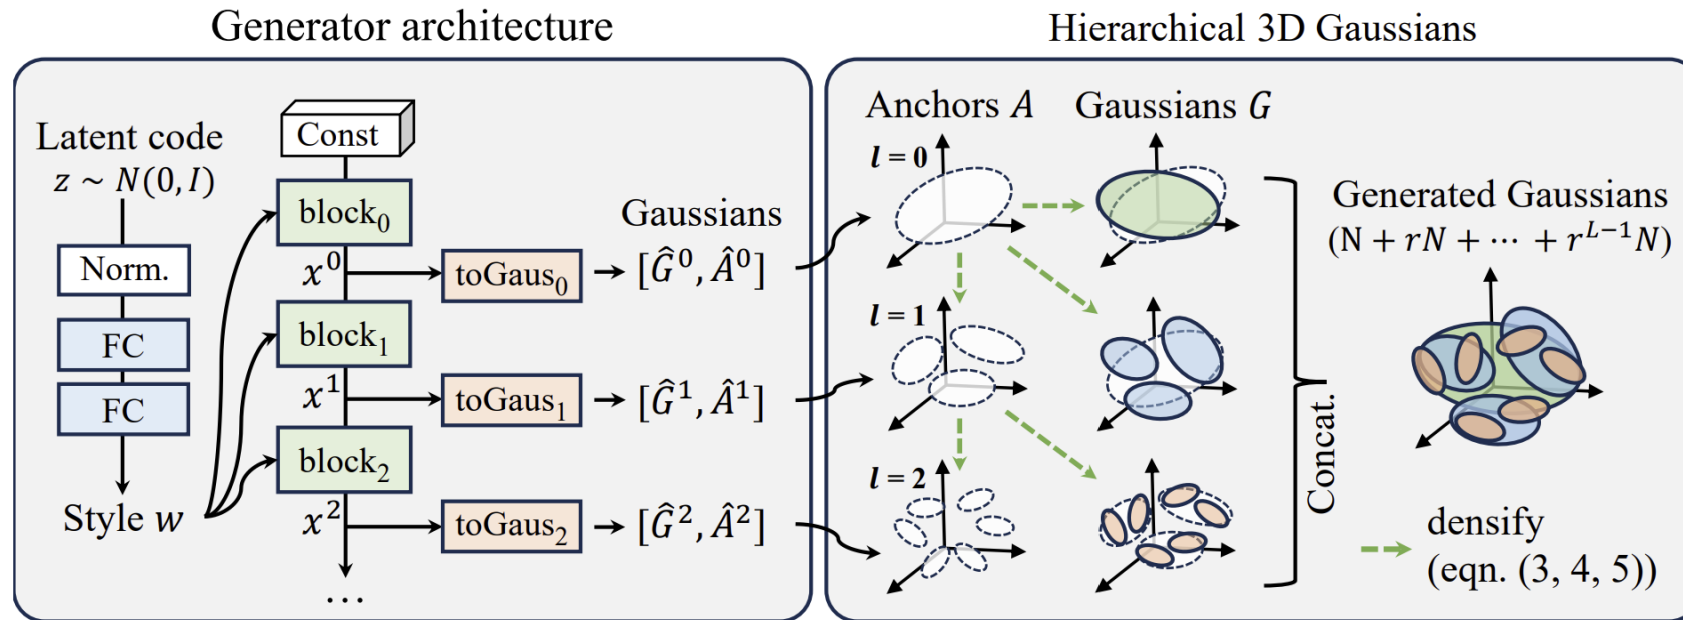 Generator architecture
Latent code
z ~ N(0, I)
Norm.
FC
FC
Style w
Const
block₀
x⁰
block₁
x¹
block₂
x²
...
toGaus₀
toGaus₁
toGaus₂
Gaussians
[Ĝ⁰, Â⁰]
[Ĝ¹, Â¹]
[Ĝ², Â²]
Hierarchical 3D Gaussians
Anchors A
Gaussians G
l = 0
l = 1
l = 2
Concat.
Generated Gaussians
(N + rN + ⋯ + rᴸ⁻¹N)
densify
(eqn. (3, 4, 5))